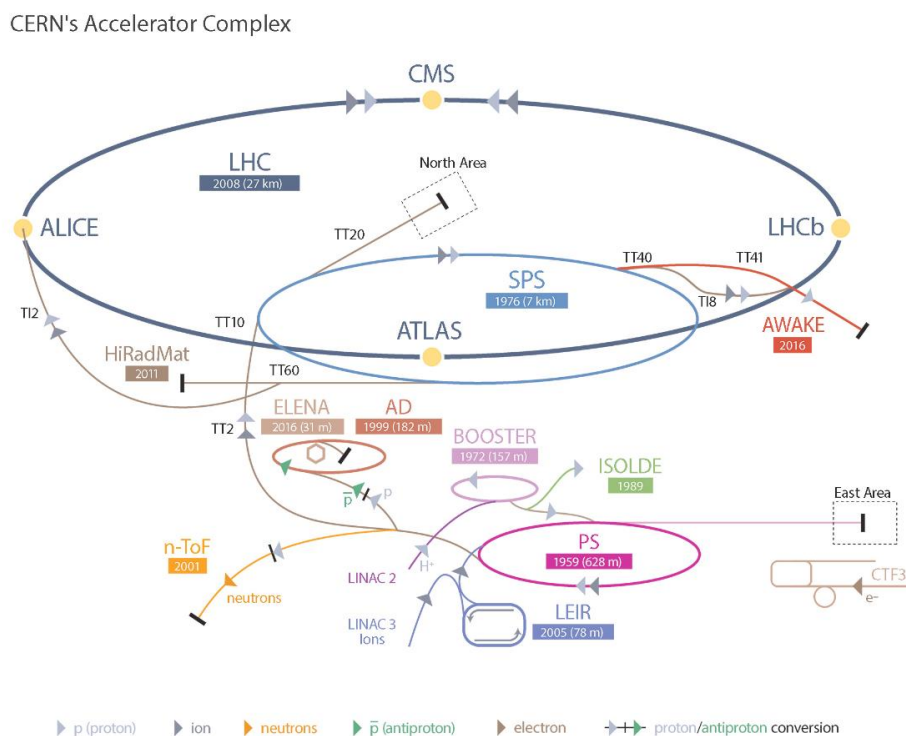 CERN's Accelerator Complex
CMS
LHC
2008 (27 km)
North Area
ALICE
TT20
LHCb
TT40
TT41
SPS
1976 (7 km)
TI8
TI2
TT10
ATLAS
AWAKE
2016
HiRadMat
2011
TT60
ELENA
2016 (31 m)
AD
1999 (182 m)
TT2
BOOSTER
1972 (157 m)
ISOLDE
1989
p̅
p
East Area
n-ToF
2001
PS
1959 (628 m)
H⁺
LINAC 2
neutrons
CTF3
e⁻
LINAC 3
Ions
LEIR
2005 (78 m)
p (proton)
ion
neutrons
p̅ (antiproton)
electron
proton/antiproton conversion